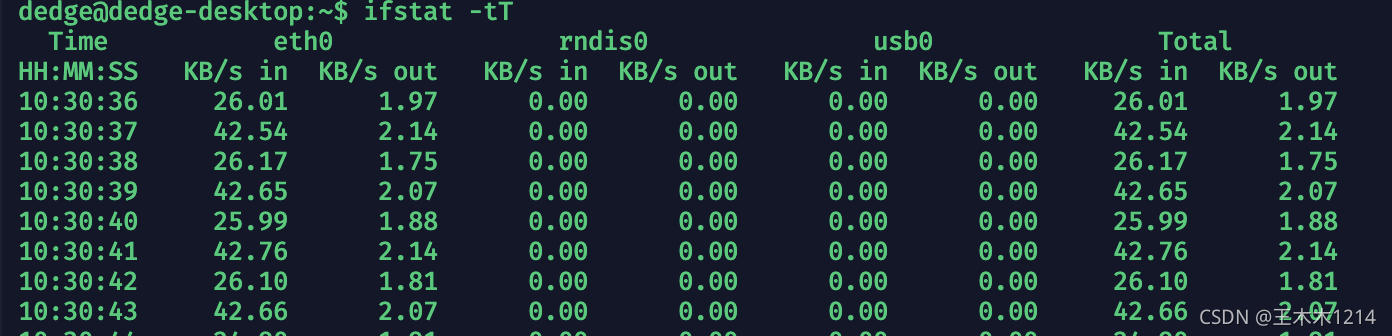 dedge@dedge-desktop:~$ ifstat -tT
Time eth0 rndis0 usb0 Total
HH:MM:SS KB/s in KB/s out KB/s in KB/s out KB/s in KB/s out KB/s in KB/s out
10:30:36 26.01 1.97 0.00 0.00 0.00 0.00 26.01 1.97
10:30:37 42.54 2.14 0.00 0.00 0.00 0.00 42.54 2.14
10:30:38 26.17 1.75 0.00 0.00 0.00 0.00 26.17 1.75
10:30:39 42.65 2.07 0.00 0.00 0.00 0.00 42.65 2.07
10:30:40 25.99 1.88 0.00 0.00 0.00 0.00 25.99 1.88
10:30:41 42.76 2.14 0.00 0.00 0.00 0.00 42.76 2.14
10:30:42 26.10 1.81 0.00 0.00 0.00 0.00 26.10 1.81
10:30:43 42.66 2.07 0.00 0.00 0.00 0.00 42.66 2.07
CSDN @王木木1214